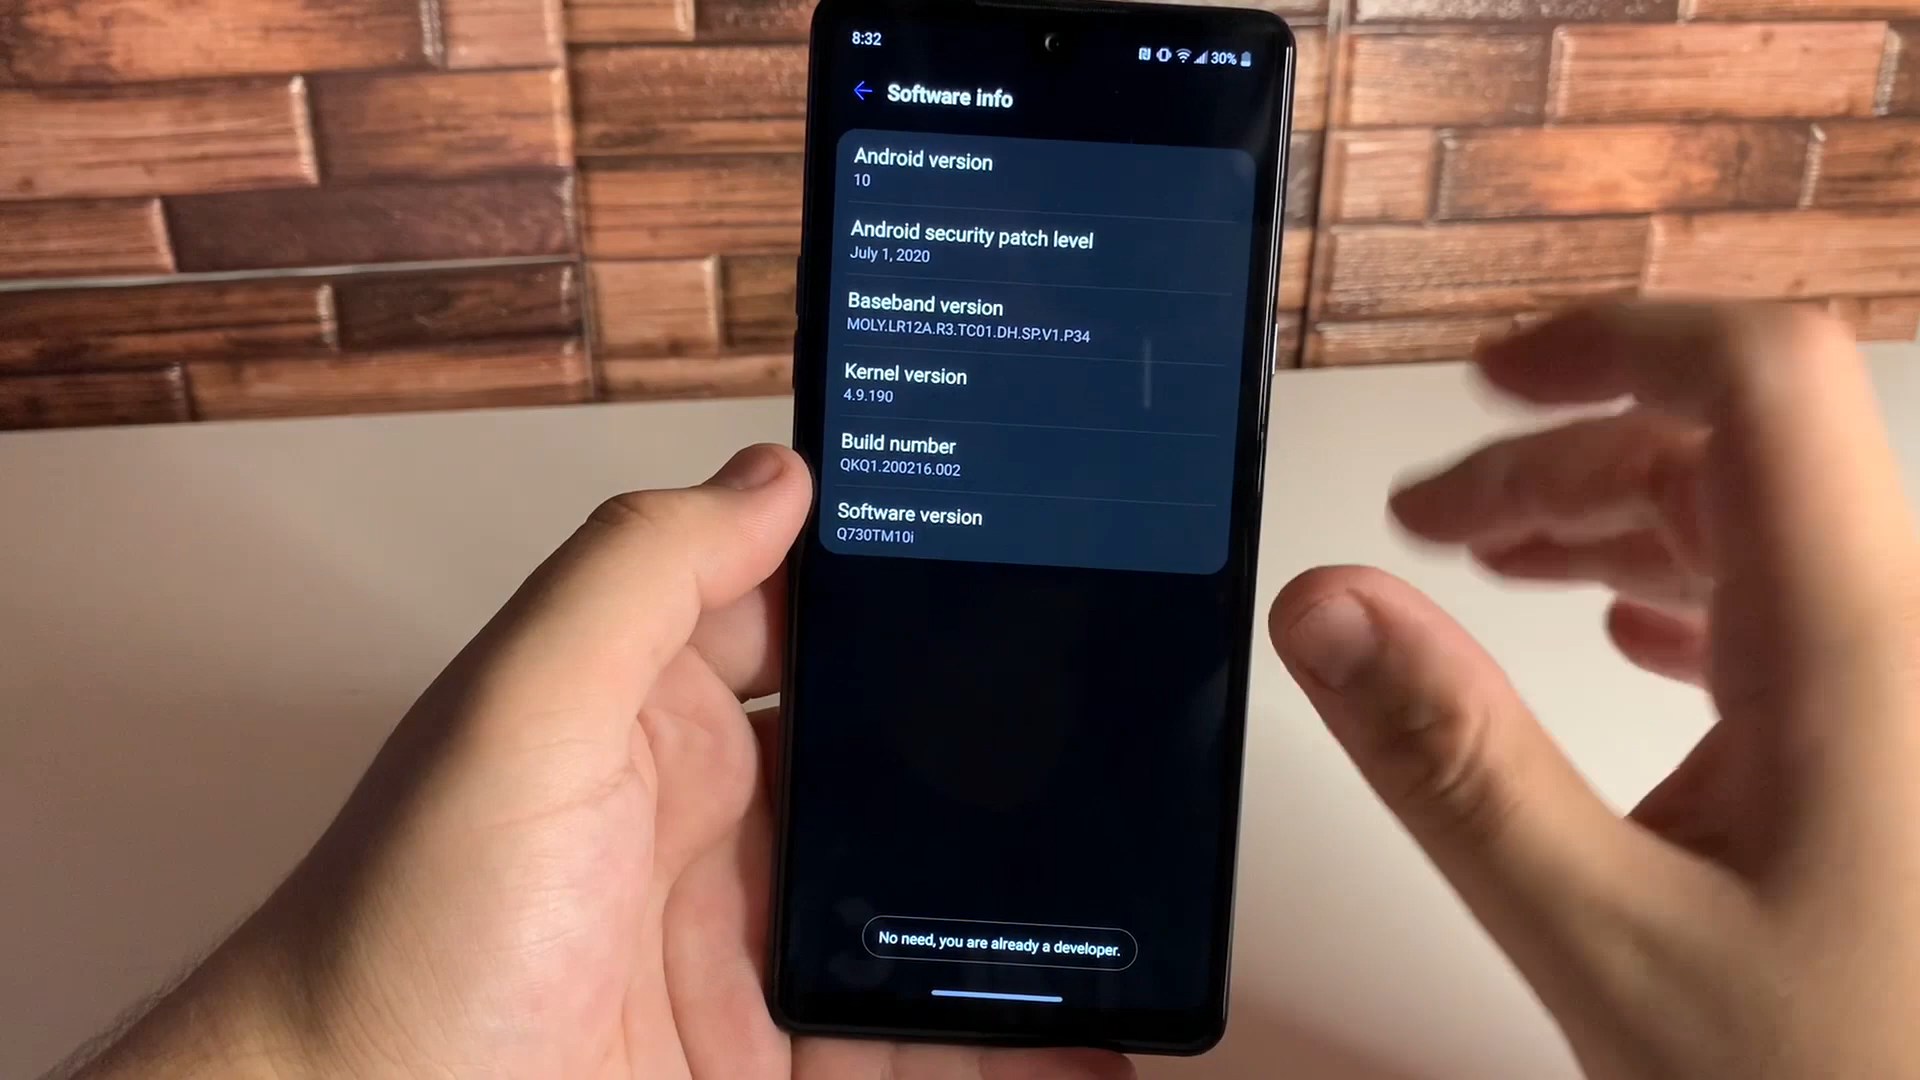 8:32
30%
Software info
Android version
10
Android security patch level
July 1, 2020
Baseband version
MOLY.LR12A.R3.TC01.DH.SP.V1.P34
Kernel version
4.9.190
Build number
QKQ1.200216.002
Software version
Q730TM10i
No need, you are already a developer.